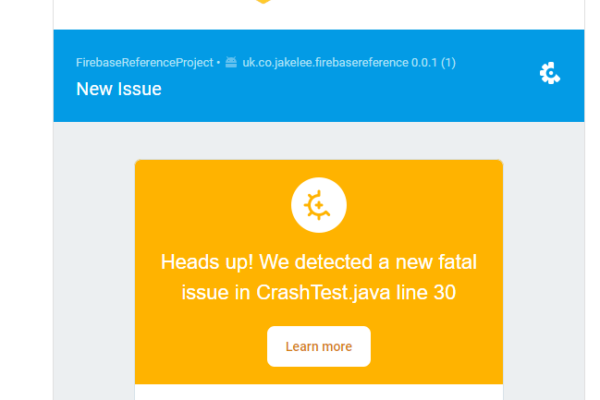 FirebaseReferenceProject • uk.co.jakelee.firebasereference 0.0.1 (1)
New Issue
Heads up! We detected a new fatal
issue in CrashTest.java line 30
Learn more